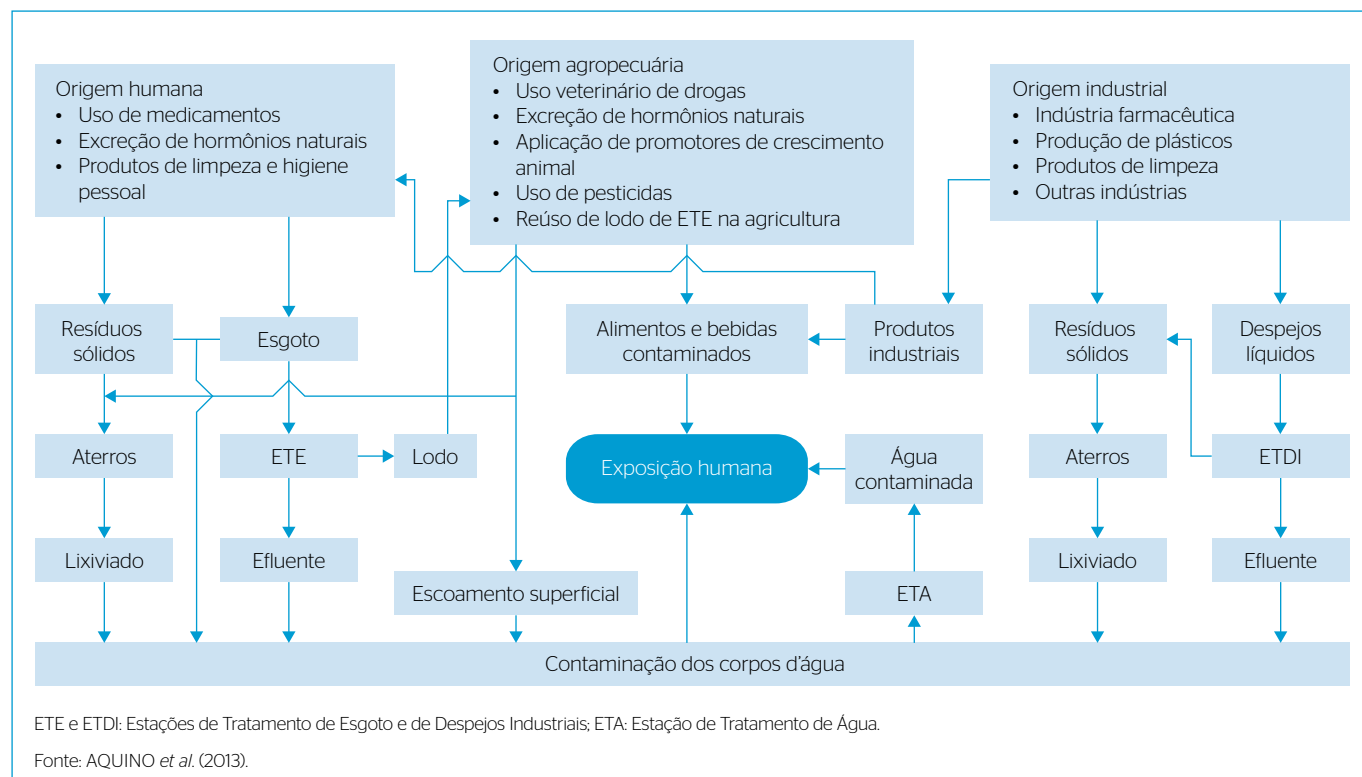 Origem humana
• Uso de medicamentos
• Excreção de hormônios naturais
• Produtos de limpeza e higiene
pessoal
Origem agropecuária
• Uso veterinário de drogas
• Excreção de hormônios naturais
• Aplicação de promotores de crescimento
animal
• Uso de pesticidas
• Reúso de lodo de ETE na agricultura
Origem industrial
• Indústria farmacêutica
• Produção de plásticos
• Produtos de limpeza
• Outras indústrias
Resíduos
sólidos
Esgoto
Alimentos e bebidas
contaminados
Produtos
industriais
Resíduos
sólidos
Despejos
líquidos
Aterros
ETE
Lodo
Exposição humana
Água
contaminada
Aterros
ETDI
Lixiviado
Efluente
Escoamento superficial
ETA
Lixiviado
Efluente
Contaminação dos corpos d'água
ETE e ETDI: Estações de Tratamento de Esgoto e de Despejos Industriais; ETA: Estação de Tratamento de Água.
Fonte: AQUINO et al. (2013).